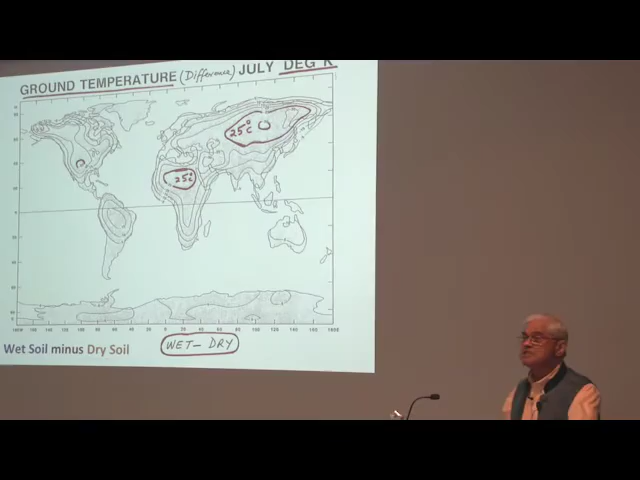 GROUND TEMPERATURE (Difference) JULY DEG K
25°C
25°C
Wet Soil minus Dry Soil
WET - DRY